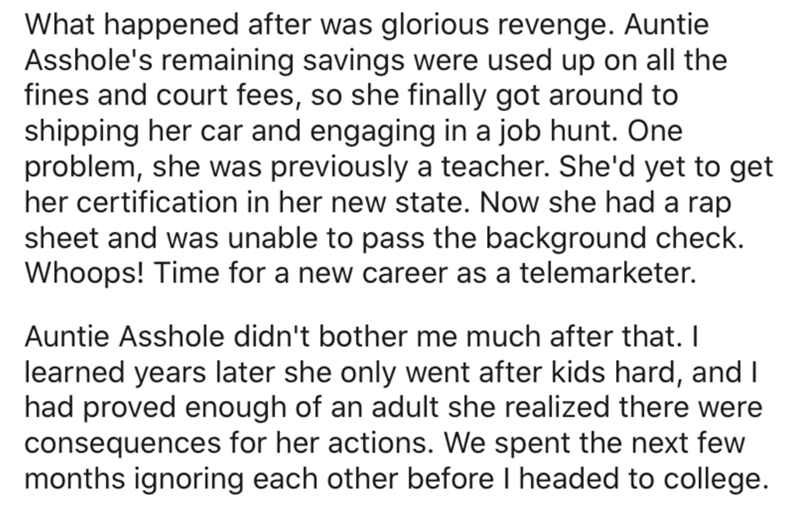 What happened after was glorious revenge. Auntie
Asshole's remaining savings were used up on all the
fines and court fees, so she finally got around to
shipping her car and engaging in a job hunt. One
problem, she was previously a teacher. She'd yet to get
her certification in her new state. Now she had a rap
sheet and was unable to pass the background check.
Whoops! Time for a new career as a telemarketer.

Auntie Asshole didn't bother me much after that. I
learned years later she only went after kids hard, and I
had proved enough of an adult she realized there were
consequences for her actions. We spent the next few
months ignoring each other before I headed to college.